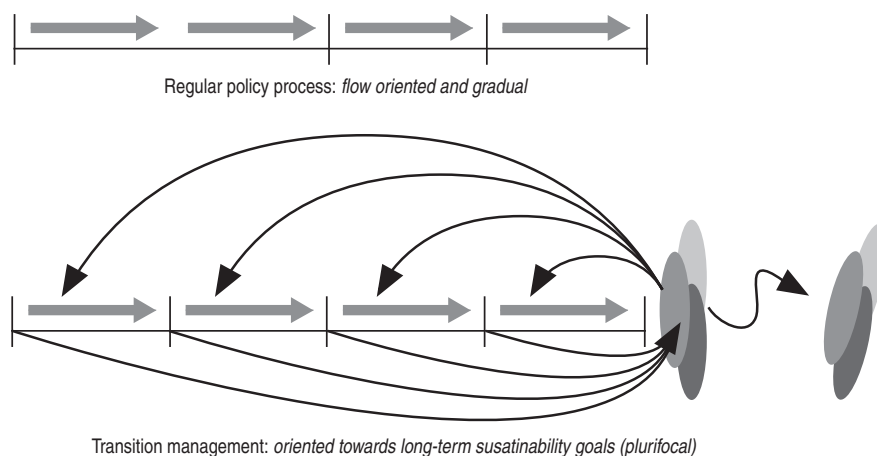 Regular policy process: flow oriented and gradual
Transition management: oriented towards long-term susatinability goals (plurifocal)